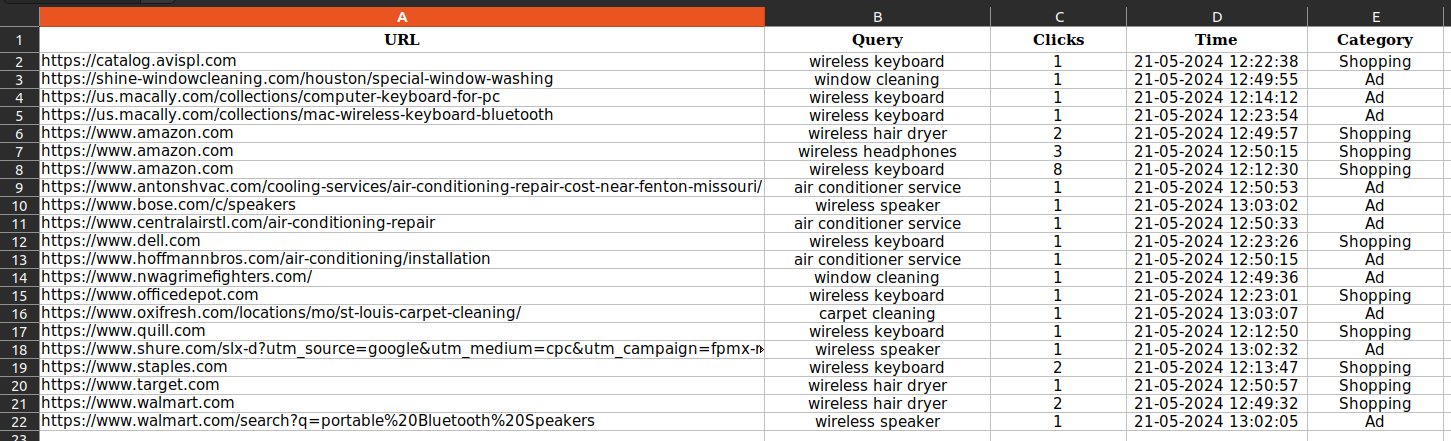 A B C D E
1 URL Query Clicks Time Category
2 https://catalog.avispl.com wireless keyboard 1 21-05-2024 12:22:38 Shopping
3 https://shine-windowcleaning.com/houston/special-window-washing window cleaning 1 21-05-2024 12:49:55 Ad
4 https://us.macally.com/collections/computer-keyboard-for-pc wireless keyboard 1 21-05-2024 12:14:12 Ad
5 https://us.macally.com/collections/mac-wireless-keyboard-bluetooth wireless keyboard 1 21-05-2024 12:23:54 Ad
6 https://www.amazon.com wireless hair dryer 2 21-05-2024 12:49:57 Shopping
7 https://www.amazon.com wireless headphones 3 21-05-2024 12:50:15 Shopping
8 https://www.amazon.com wireless keyboard 8 21-05-2024 12:12:30 Shopping
9 https://www.antonshvac.com/cooling-services/air-conditioning-repair-cost-near-fenton-missouri/ air conditioner service 1 21-05-2024 12:50:53 Ad
10 https://www.bose.com/c/speakers wireless speaker 1 21-05-2024 13:03:02 Ad
11 https://www.centralairstl.com/air-conditioning-repair air conditioner service 1 21-05-2024 12:50:33 Ad
12 https://www.dell.com wireless keyboard 1 21-05-2024 12:23:26 Shopping
13 https://www.hoffmannbros.com/air-conditioning/installation air conditioner service 1 21-05-2024 12:50:15 Ad
14 https://www.nwagrimefighters.com/ window cleaning 1 21-05-2024 12:49:36 Ad
15 https://www.officedepot.com wireless keyboard 1 21-05-2024 12:23:01 Shopping
16 https://www.oxifresh.com/locations/mo/st-louis-carpet-cleaning/ carpet cleaning 1 21-05-2024 13:03:07 Ad
17 https://www.quill.com wireless keyboard 1 21-05-2024 12:12:50 Shopping
18 https://www.shure.com/slx-d?utm_source=google&utm_medium=cpc&utm_campaign=fpmx- wireless speaker 1 21-05-2024 13:02:32 Ad
19 https://www.staples.com wireless keyboard 2 21-05-2024 12:13:47 Shopping
20 https://www.target.com wireless hair dryer 1 21-05-2024 12:50:57 Shopping
21 https://www.walmart.com wireless hair dryer 2 21-05-2024 12:49:32 Shopping
22 https://www.walmart.com/search?q=portable%20Bluetooth%20Speakers wireless speaker 1 21-05-2024 13:02:05 Ad
23